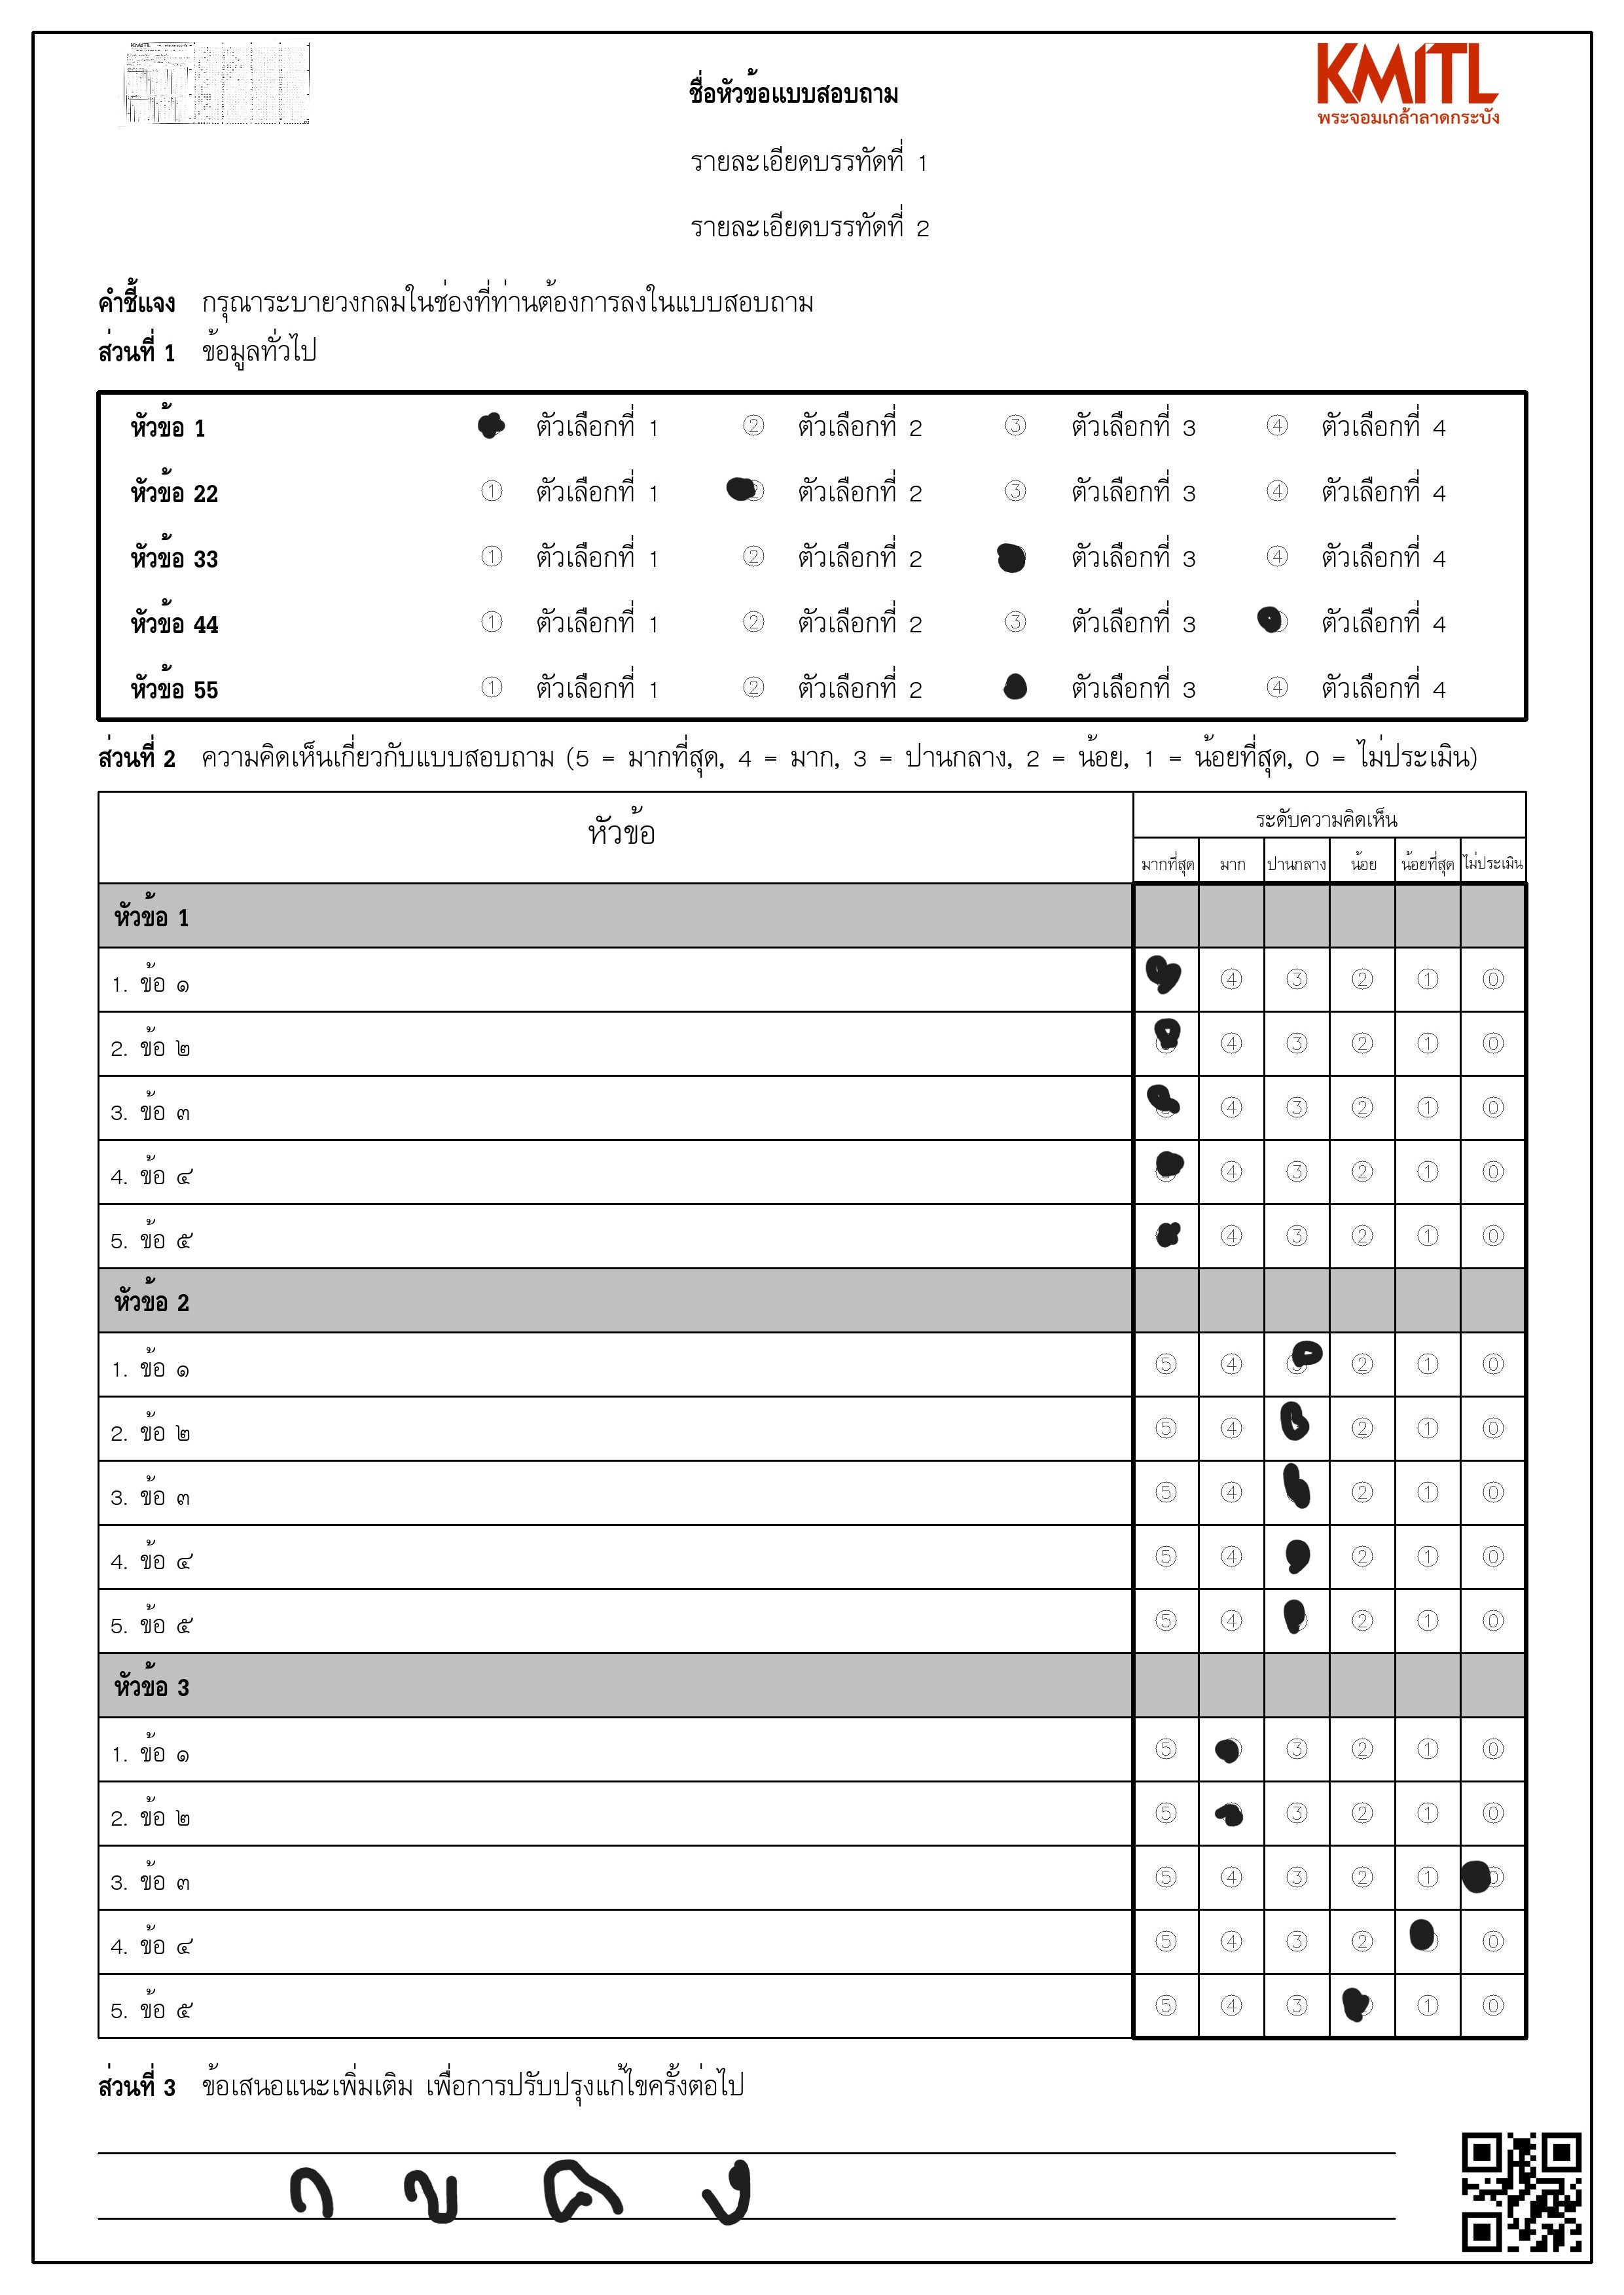 KMITL
พระจอมเกล้าลาดกระบัง
ชื่อหัวข้อแบบสอบถาม
รายละเอียดบรรทัดที่ 1
รายละเอียดบรรทัดที่ 2
คำชี้แจง กรุณาระบายวงกลมในช่องที่ท่านต้องการลงในแบบสอบถาม
ส่วนที่ 1 ข้อมูลทั่วไป
หัวข้อ 1 ตัวเลือกที่ 1 ② ตัวเลือกที่ 2 ③ ตัวเลือกที่ 3 ④ ตัวเลือกที่ 4
หัวข้อ 22 ① ตัวเลือกที่ 1 ตัวเลือกที่ 2 ③ ตัวเลือกที่ 3 ④ ตัวเลือกที่ 4
หัวข้อ 33 ① ตัวเลือกที่ 1 ② ตัวเลือกที่ 2 ตัวเลือกที่ 3 ④ ตัวเลือกที่ 4
หัวข้อ 44 ① ตัวเลือกที่ 1 ② ตัวเลือกที่ 2 ③ ตัวเลือกที่ 3 ตัวเลือกที่ 4
หัวข้อ 55 ① ตัวเลือกที่ 1 ② ตัวเลือกที่ 2 ตัวเลือกที่ 3 ④ ตัวเลือกที่ 4
ส่วนที่ 2 ความคิดเห็นเกี่ยวกับแบบสอบถาม (5 = มากที่สุด, 4 = มาก, 3 = ปานกลาง, 2 = น้อย, 1 = น้อยที่สุด, 0 = ไม่ประเมิน)
หัวข้อ ระดับความคิดเห็น
มากที่สุด มาก ปานกลาง น้อย น้อยที่สุด ไม่ประเมิน
หัวข้อ 1
1. ข้อ ๑ ④ ③ ② ① ⓪
2. ข้อ ๒ ④ ③ ② ① ⓪
3. ข้อ ๓ ④ ③ ② ① ⓪
4. ข้อ ๔ ④ ③ ② ① ⓪
5. ข้อ ๕ ④ ③ ② ① ⓪
หัวข้อ 2
1. ข้อ ๑ ⑤ ④ ② ① ⓪
2. ข้อ ๒ ⑤ ④ ② ① ⓪
3. ข้อ ๓ ⑤ ④ ② ① ⓪
4. ข้อ ๔ ⑤ ④ ② ① ⓪
5. ข้อ ๕ ⑤ ④ ② ① ⓪
หัวข้อ 3
1. ข้อ ๑ ⑤ ③ ② ① ⓪
2. ข้อ ๒ ⑤ ③ ② ① ⓪
3. ข้อ ๓ ⑤ ④ ③ ② ①
4. ข้อ ๔ ⑤ ④ ③ ② ⓪
5. ข้อ ๕ ⑤ ④ ③ ① ⓪
ส่วนที่ 3 ข้อเสนอแนะเพิ่มเติม เพื่อการปรับปรุงแก้ไขครั้งต่อไป
ก ข ค ง